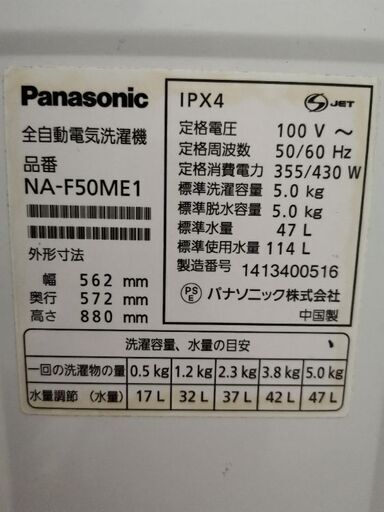 Panasonic
全自動電気洗濯機
品番
NA-F50ME1
外形寸法
幅 562 mm
奥行 572 mm
高さ 880 mm
IPX4
S JET
定格電圧 100 V ～
定格周波数 50/60 Hz
定格消費電力 355/430 W
標準洗濯容量 5.0 kg
標準脱水容量 5.0 kg
標準水量 47 L
標準使用水量 114 L
製造番号 1413400516
PSE パナソニック株式会社
中国製
洗濯容量、水量の目安
一回の洗濯物の量 0.5 kg 1.2 kg 2.3 kg 3.8 kg 5.0 kg
水量調節 （水量） 17 L 32 L 37 L 42 L 47 L